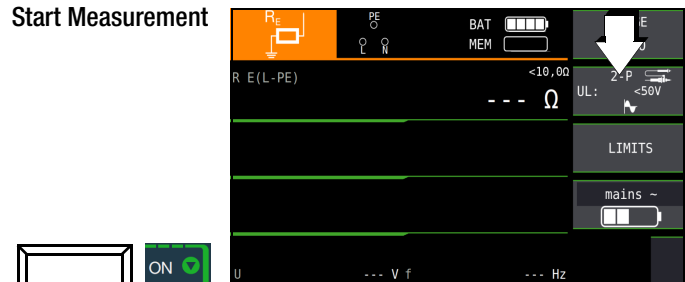 Start Measurement
RE
PE
L N
BAT
MEM
R E(L-PE)
<10,0Ω
--- Ω
2-P
UL: <50V
LIMITS
mains ~
ON
U --- V f --- Hz